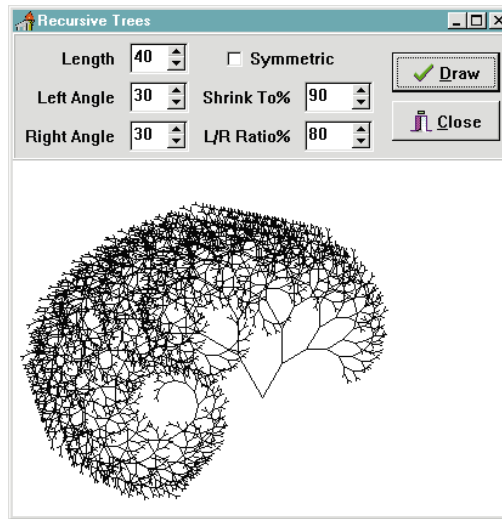 Recursive Trees
Length 40 Symmetric
Left Angle 30 Shrink To% 90
Right Angle 30 L/R Ratio% 80
Draw
Close